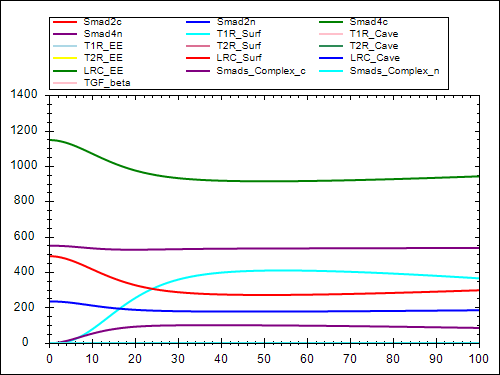 Smad2c Smad2n Smad4c
Smad4n T1R_Surf T1R_Cave
T1R_EE T2R_Surf T2R_Cave
T2R_EE LRC_Surf LRC_Cave
LRC_EE Smads_Complex_c Smads_Complex_n
TGF_beta
1400
1200
1000
800
600
400
200
0
0 10 20 30 40 50 60 70 80 90 100